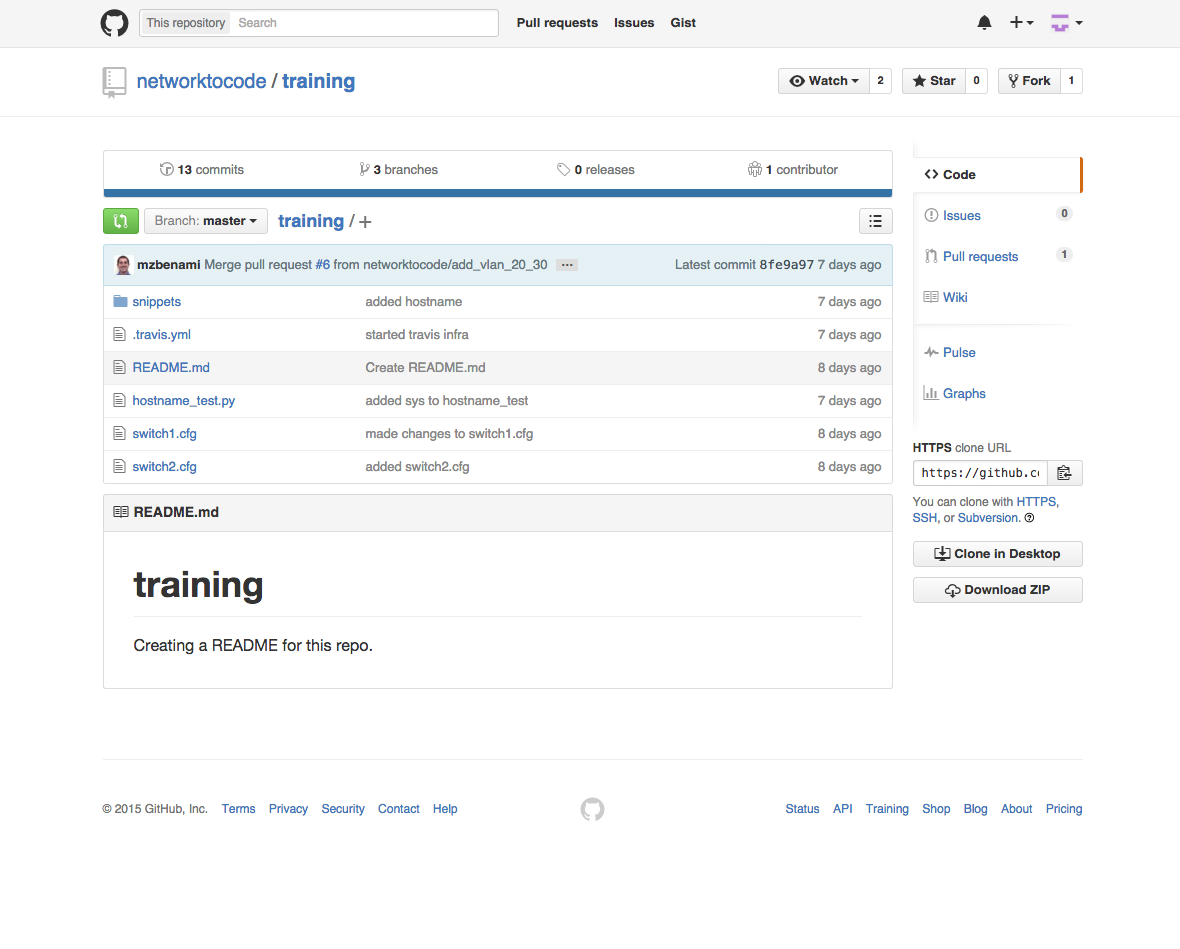 This repository Search Pull requests Issues Gist
networktocode / training Watch 2 Star 0 Fork 1
13 commits 3 branches 0 releases 1 contributor
Branch: master training / +
mzbenami Merge pull request #6 from networktocode/add_vlan_20_30 … Latest commit 8fe9a97 7 days ago
snippets added hostname 7 days ago
.travis.yml started travis infra 7 days ago
README.md Create README.md 8 days ago
hostname_test.py added sys to hostname_test 7 days ago
switch1.cfg made changes to switch1.cfg 8 days ago
switch2.cfg added switch2.cfg 8 days ago
README.md
training
Creating a README for this repo.
Code
Issues 0
Pull requests 1
Wiki
Pulse
Graphs
HTTPS clone URL
https://github.co
You can clone with HTTPS,
SSH, or Subversion.
Clone in Desktop
Download ZIP
© 2015 GitHub, Inc. Terms Privacy Security Contact Help Status API Training Shop Blog About Pricing